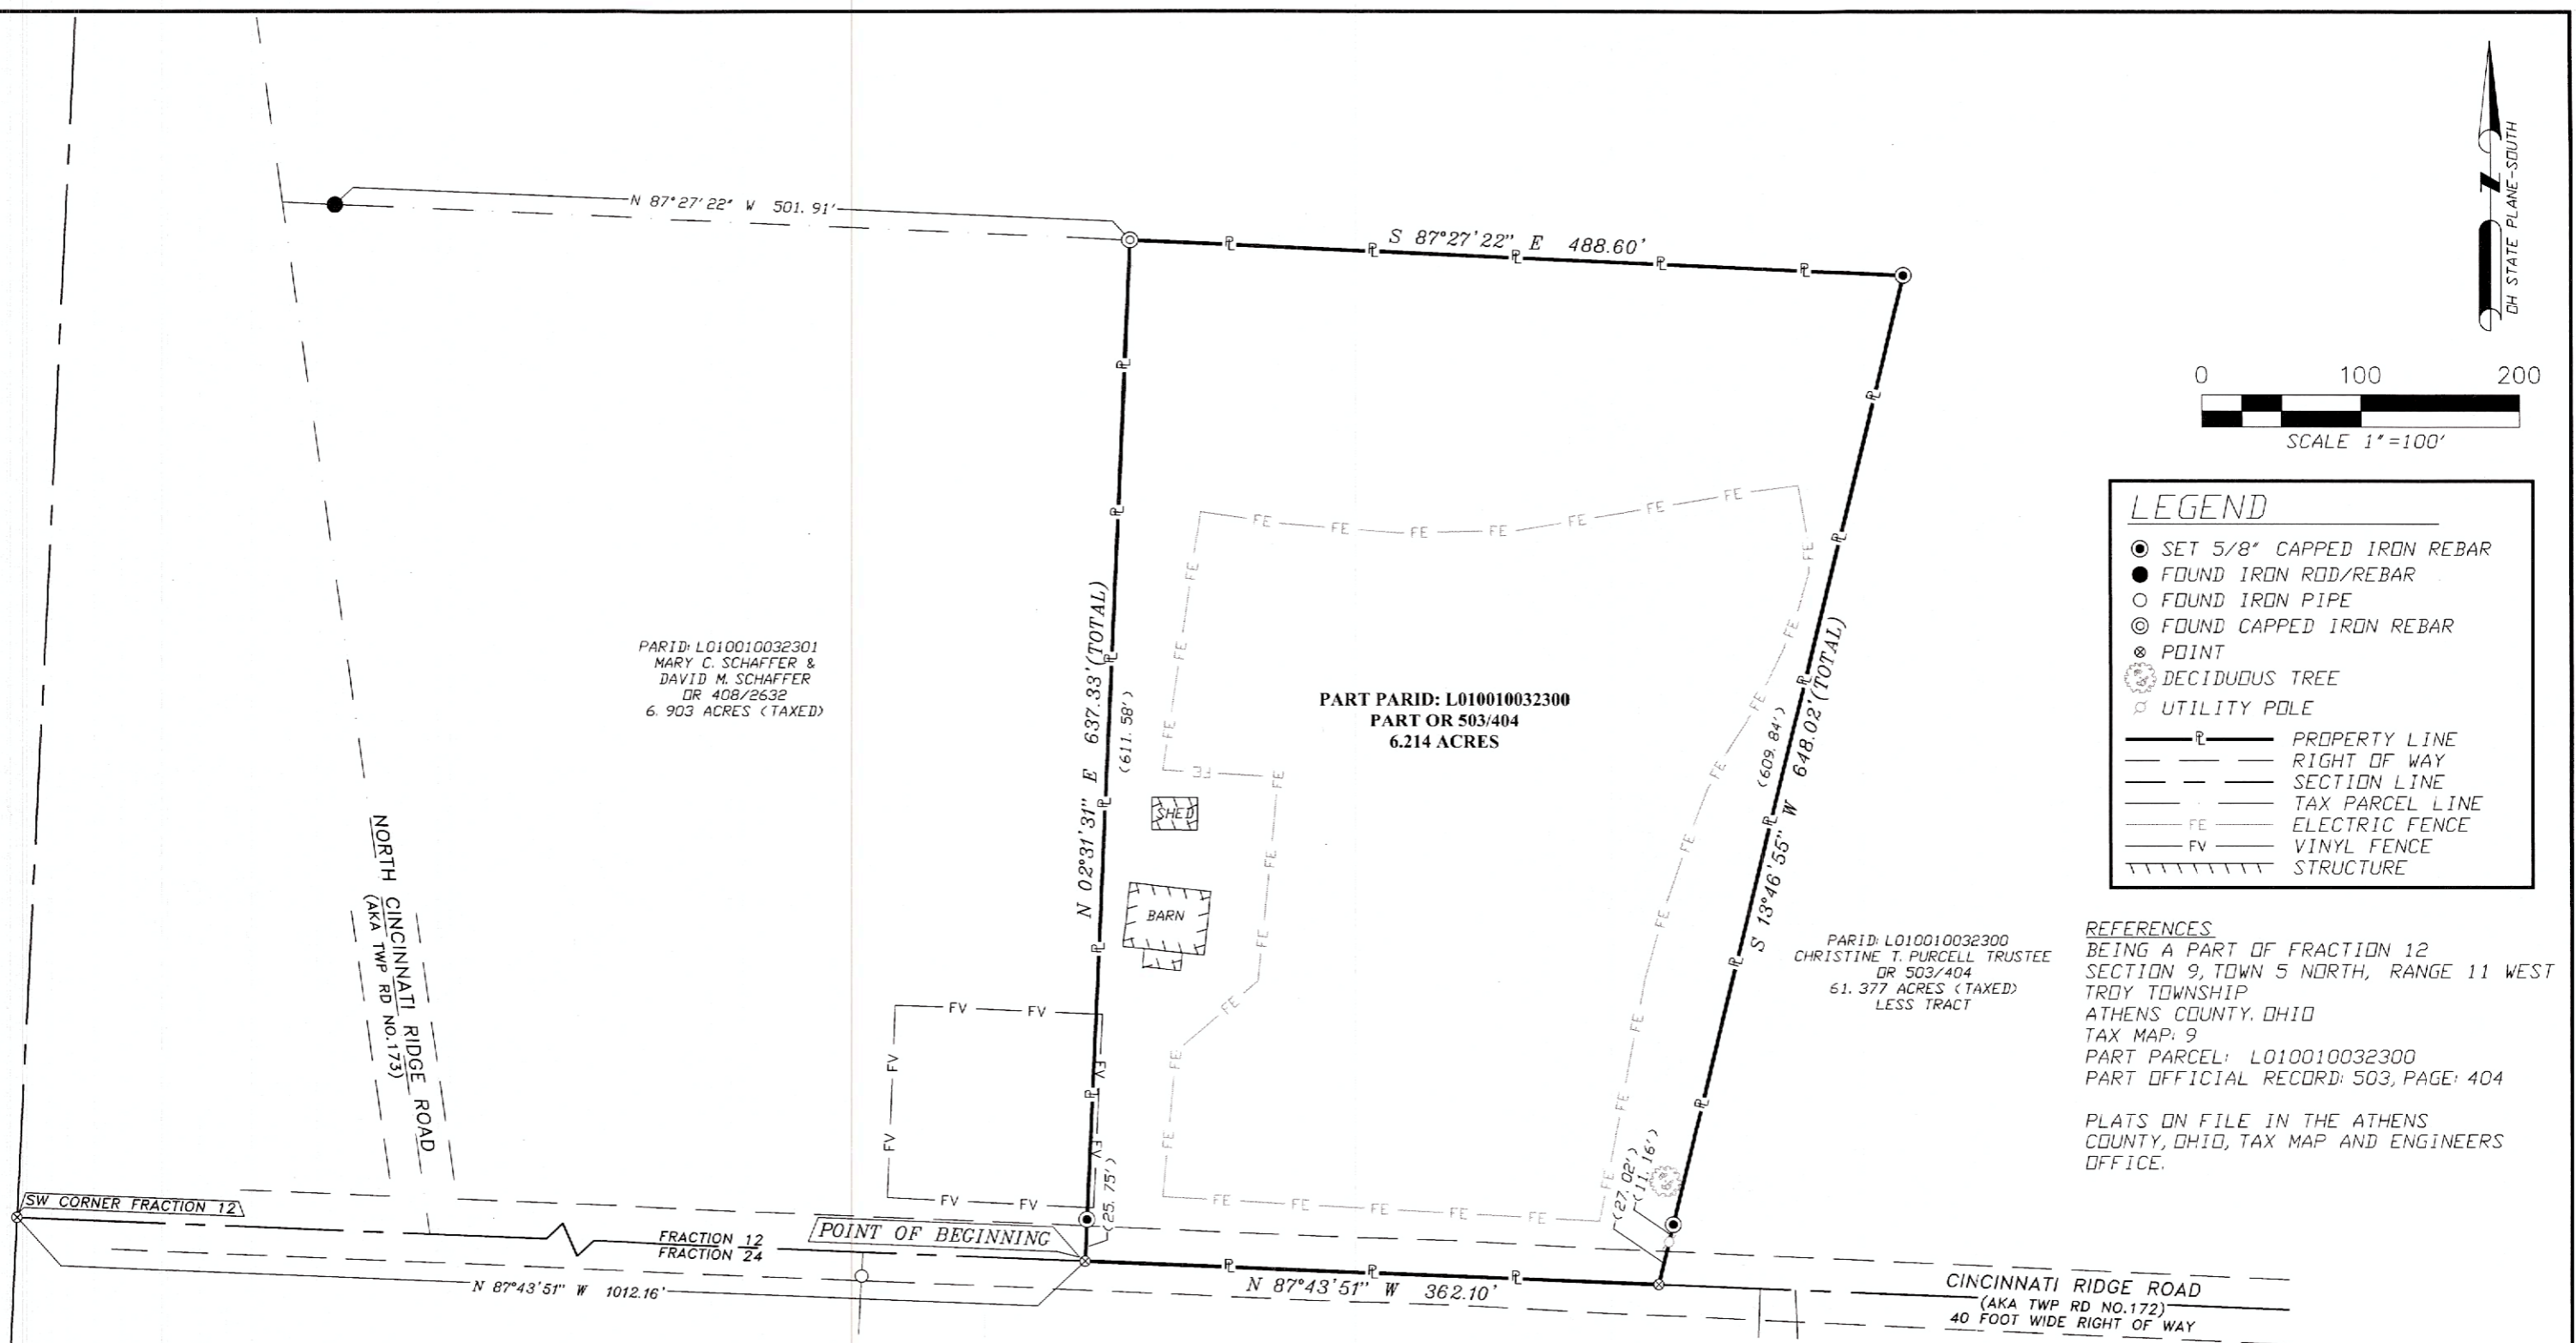 OH STATE PLANE-SOUTH
N 87°27'22" W 501.91'
S 87°27'22" E 488.60'
0 100 200
SCALE 1"=100'
LEGEND
SET 5/8" CAPPED IRON REBAR
FOUND IRON ROD/REBAR
FOUND IRON PIPE
FOUND CAPPED IRON REBAR
POINT
DECIDUOUS TREE
UTILITY POLE
PL PROPERTY LINE
RIGHT OF WAY
SECTION LINE
TAX PARCEL LINE
FE ELECTRIC FENCE
FV VINYL FENCE
STRUCTURE
PARID: L010010032301
MARY C. SCHAFFER &
DAVID M. SCHAFFER
OR 408/2632
6.903 ACRES (TAXED)
N 02°31'31" E 637.33'(TOTAL)
(611.58')
PART PARID: L010010032300
PART OR 503/404
6.214 ACRES
(609.84')
S 13°46'55" W 648.02'(TOTAL)
SHED
BARN
NORTH CINCINNATI RIDGE ROAD
(AKA TWP RD NO.173)
PARID: L010010032300
CHRISTINE T. PURCELL TRUSTEE
OR 503/404
61.377 ACRES (TAXED)
LESS TRACT
REFERENCES
BEING A PART OF FRACTION 12
SECTION 9, TOWN 5 NORTH, RANGE 11 WEST
TROY TOWNSHIP
ATHENS COUNTY, OHIO
TAX MAP: 9
PART PARCEL: L010010032300
PART OFFICIAL RECORD: 503, PAGE: 404
PLATS ON FILE IN THE ATHENS
COUNTY, OHIO, TAX MAP AND ENGINEERS
OFFICE.
(25.75')
(27.02')
(11.16')
SW CORNER FRACTION 12
FRACTION 12
FRACTION 24
POINT OF BEGINNING
N 87°43'51" W 1012.16'
N 87°43'51" W 362.10'
CINCINNATI RIDGE ROAD
(AKA TWP RD NO.172)
40 FOOT WIDE RIGHT OF WAY